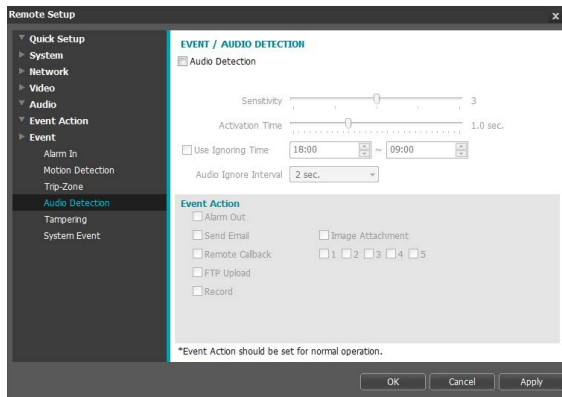 Remote Setup x
Quick Setup
System
Network
Video
Audio
Event Action
Event
Alarm In
Motion Detection
Trip-Zone
Audio Detection
Tampering
System Event
EVENT / AUDIO DETECTION
Audio Detection
Sensitivity 3
Activation Time 1.0 sec.
Use Ignoring Time 18:00 ~ 09:00
Audio Ignore Interval 2 sec.
Event Action
Alarm Out
Send Email Image Attachment
Remote Callback 1 2 3 4 5
FTP Upload
Record
*Event Action should be set for normal operation.
OK Cancel Apply